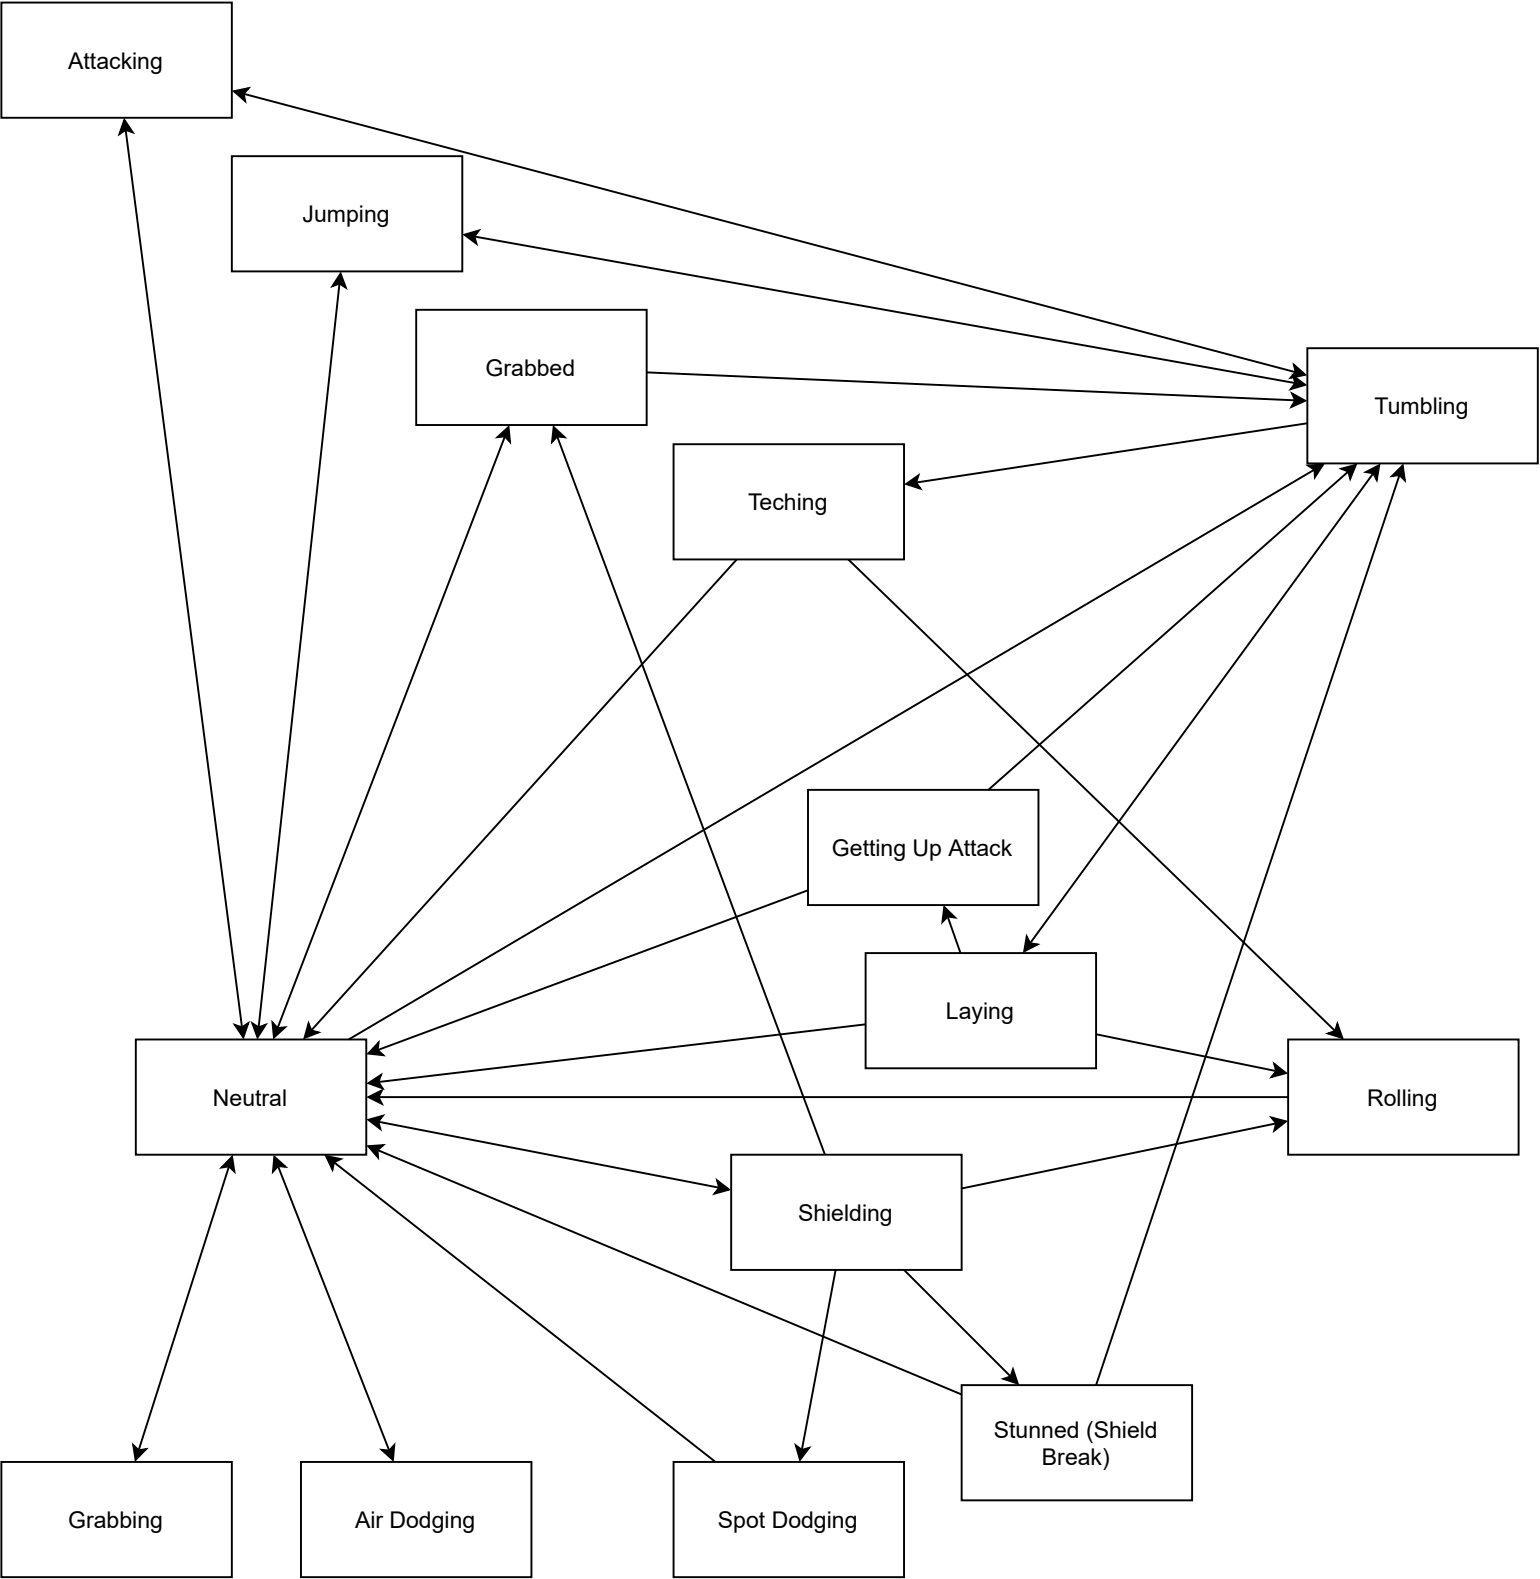 Attacking
Jumping
Grabbed
Tumbling
Teching
Getting Up Attack
Laying
Neutral
Rolling
Shielding
Stunned (Shield
Break)
Grabbing
Air Dodging
Spot Dodging